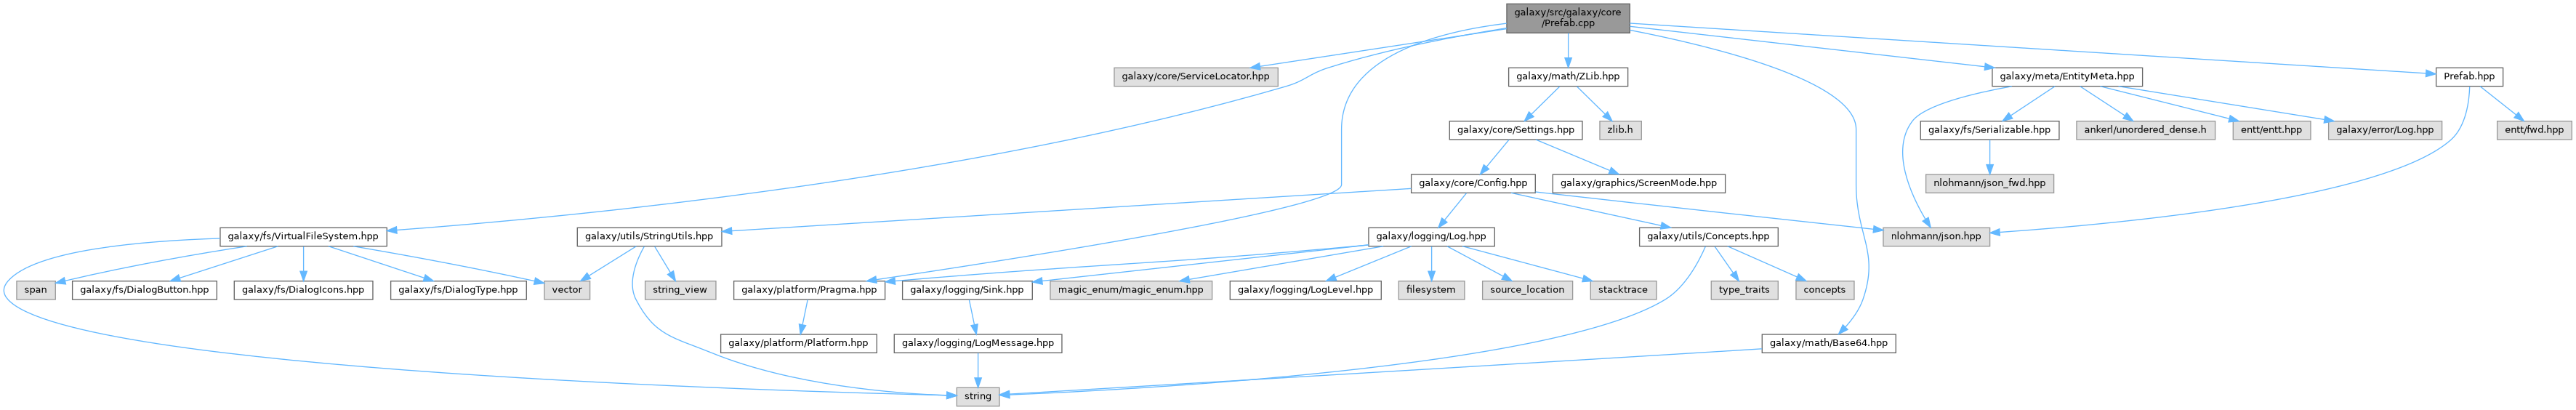 galaxy/src/galaxy/core
/Prefab.cpp
galaxy/core/ServiceLocator.hpp
galaxy/math/ZLib.hpp
galaxy/meta/EntityMeta.hpp
Prefab.hpp
galaxy/core/Settings.hpp
zlib.h
galaxy/fs/Serializable.hpp
ankerl/unordered_dense.h
entt/entt.hpp
galaxy/error/Log.hpp
entt/fwd.hpp
galaxy/core/Config.hpp
galaxy/graphics/ScreenMode.hpp
nlohmann/json_fwd.hpp
galaxy/fs/VirtualFileSystem.hpp
galaxy/utils/StringUtils.hpp
galaxy/logging/Log.hpp
galaxy/utils/Concepts.hpp
nlohmann/json.hpp
span
galaxy/fs/DialogButton.hpp
galaxy/fs/DialogIcons.hpp
galaxy/fs/DialogType.hpp
vector
string_view
galaxy/platform/Pragma.hpp
galaxy/logging/Sink.hpp
magic_enum/magic_enum.hpp
galaxy/logging/LogLevel.hpp
filesystem
source_location
stacktrace
type_traits
concepts
galaxy/platform/Platform.hpp
galaxy/logging/LogMessage.hpp
galaxy/math/Base64.hpp
string